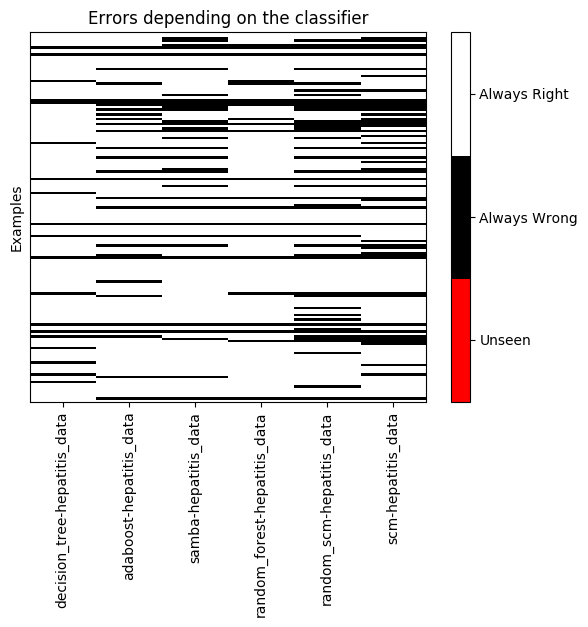 Errors depending on the classifier
Examples
Always Right
Always Wrong
Unseen
decision_tree-hepatitis_data
adaboost-hepatitis_data
samba-hepatitis_data
random_forest-hepatitis_data
random_scm-hepatitis_data
scm-hepatitis_data